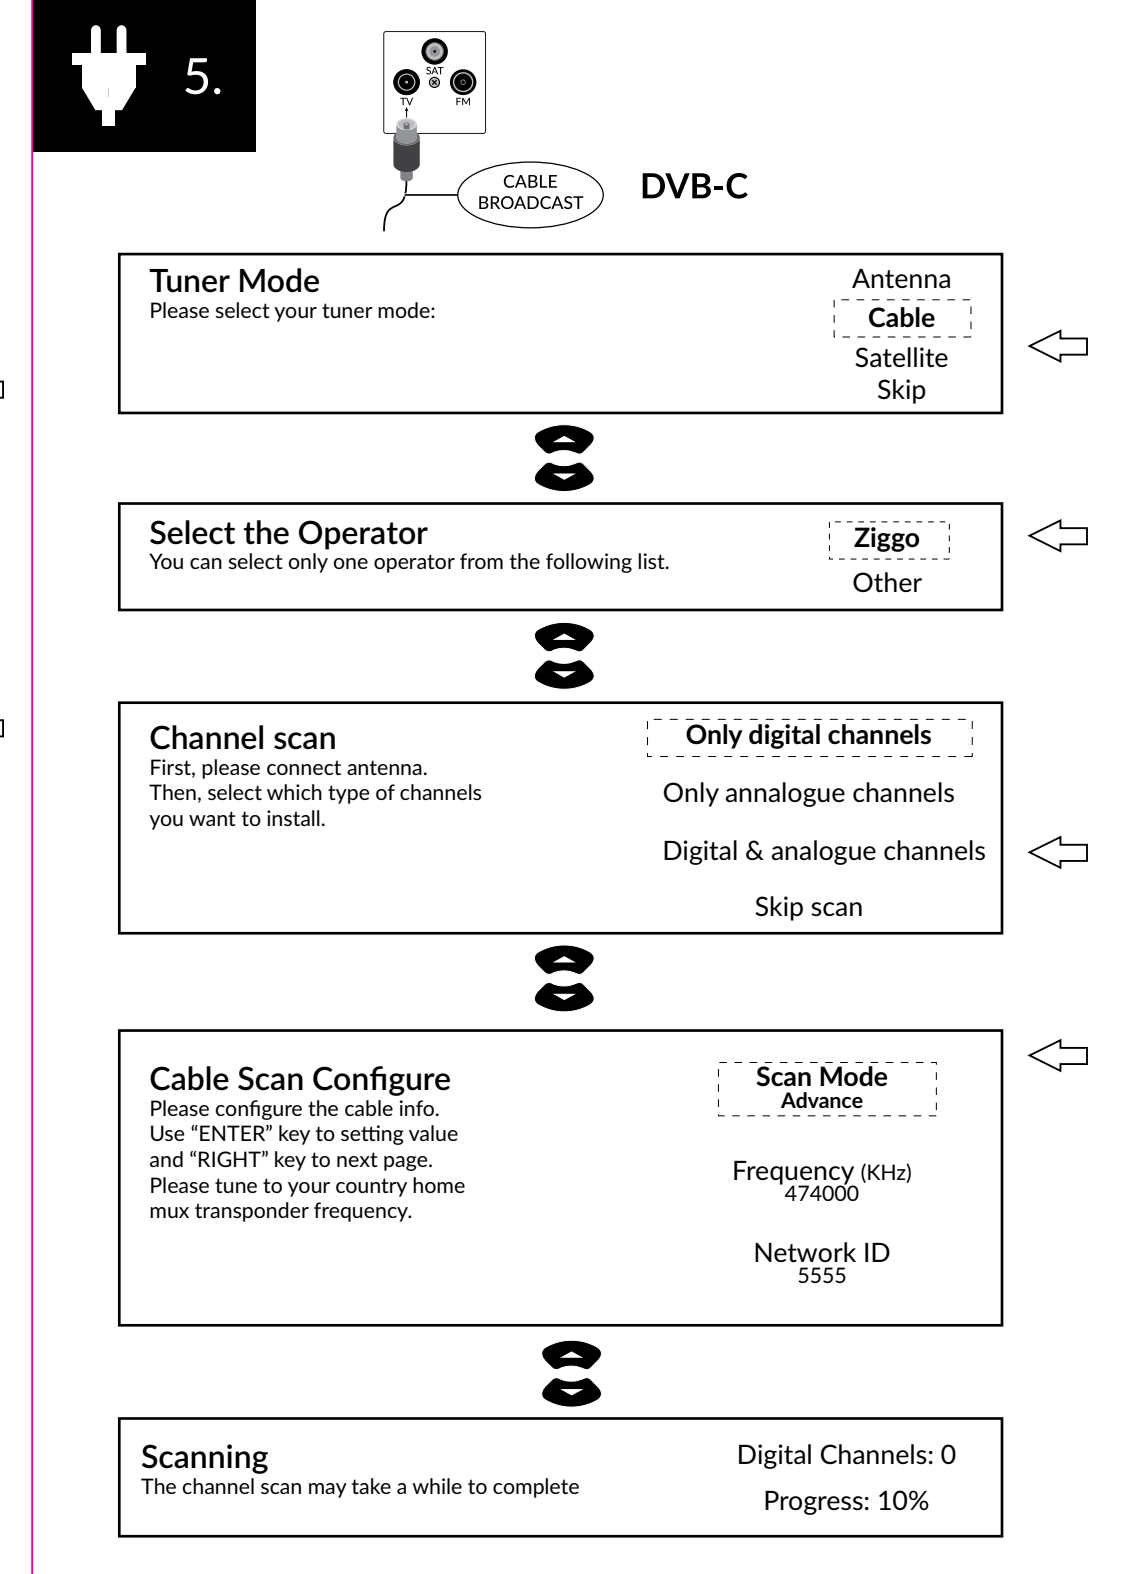 5.
SAT
TV
FM
CABLE
BROADCAST
DVB-C
Tuner Mode
Please select your tuner mode:
Antenna
Cable
Satellite
Skip
Select the Operator
You can select only one operator from the following list.
Ziggo
Other
Channel scan
First, please connect antenna.
Then, select which type of channels
you want to install.
Only digital channels
Only annalogue channels
Digital & analogue channels
Skip scan
Cable Scan Configure
Please configure the cable info.
Use “ENTER” key to setting value
and “RIGHT” key to next page.
Please tune to your country home
mux transponder frequency.
Scan Mode
Advance
Frequency (KHz)
474000
Network ID
5555
Scanning
The channel scan may take a while to complete
Digital Channels: 0
Progress: 10%